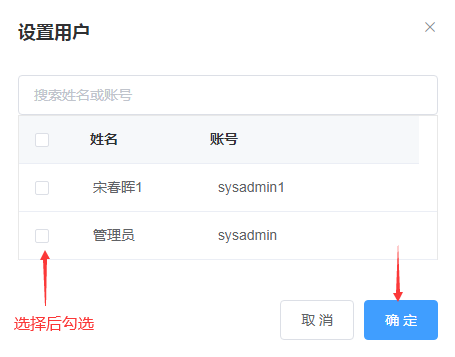 设置用户
搜索姓名或账号
姓名 账号
宋春晖1 sysadmin1
管理员 sysadmin
选择后勾选
取 消 确 定